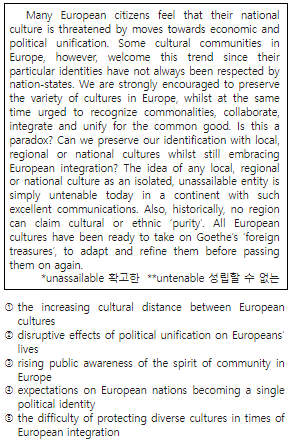 Many European citizens feel that their national
culture is threatened by moves towards economic and
political unification. Some cultural communities in
Europe, however, welcome this trend since their
particular identities have not always been respected by
nation-states. We are strongly encouraged to preserve
the variety of cultures in Europe, whilst at the same
time urged to recognize commonalities, collaborate,
integrate and unify for the common good. Is this a
paradox? Can we preserve our identification with local,
regional or national cultures whilst still embracing
European integration? The idea of any local, regional
or national culture as an isolated, unassailable entity is
simply untenable today in a continent with such
excellent communications. Also, historically, no region
can claim cultural or ethnic ‘purity’. All European
cultures have been ready to take on Goethe’s ‘foreign
treasures’, to adapt and refine them before passing
them on again.
*unassailable 확고한 **untenable 성립할 수 없는
① the increasing cultural distance between European
cultures
② disruptive effects of political unification on Europeans’
lives
③ rising public awareness of the spirit of community in
Europe
④ expectations on European nations becoming a single
political identity
⑤ the difficulty of protecting diverse cultures in times of
European integration